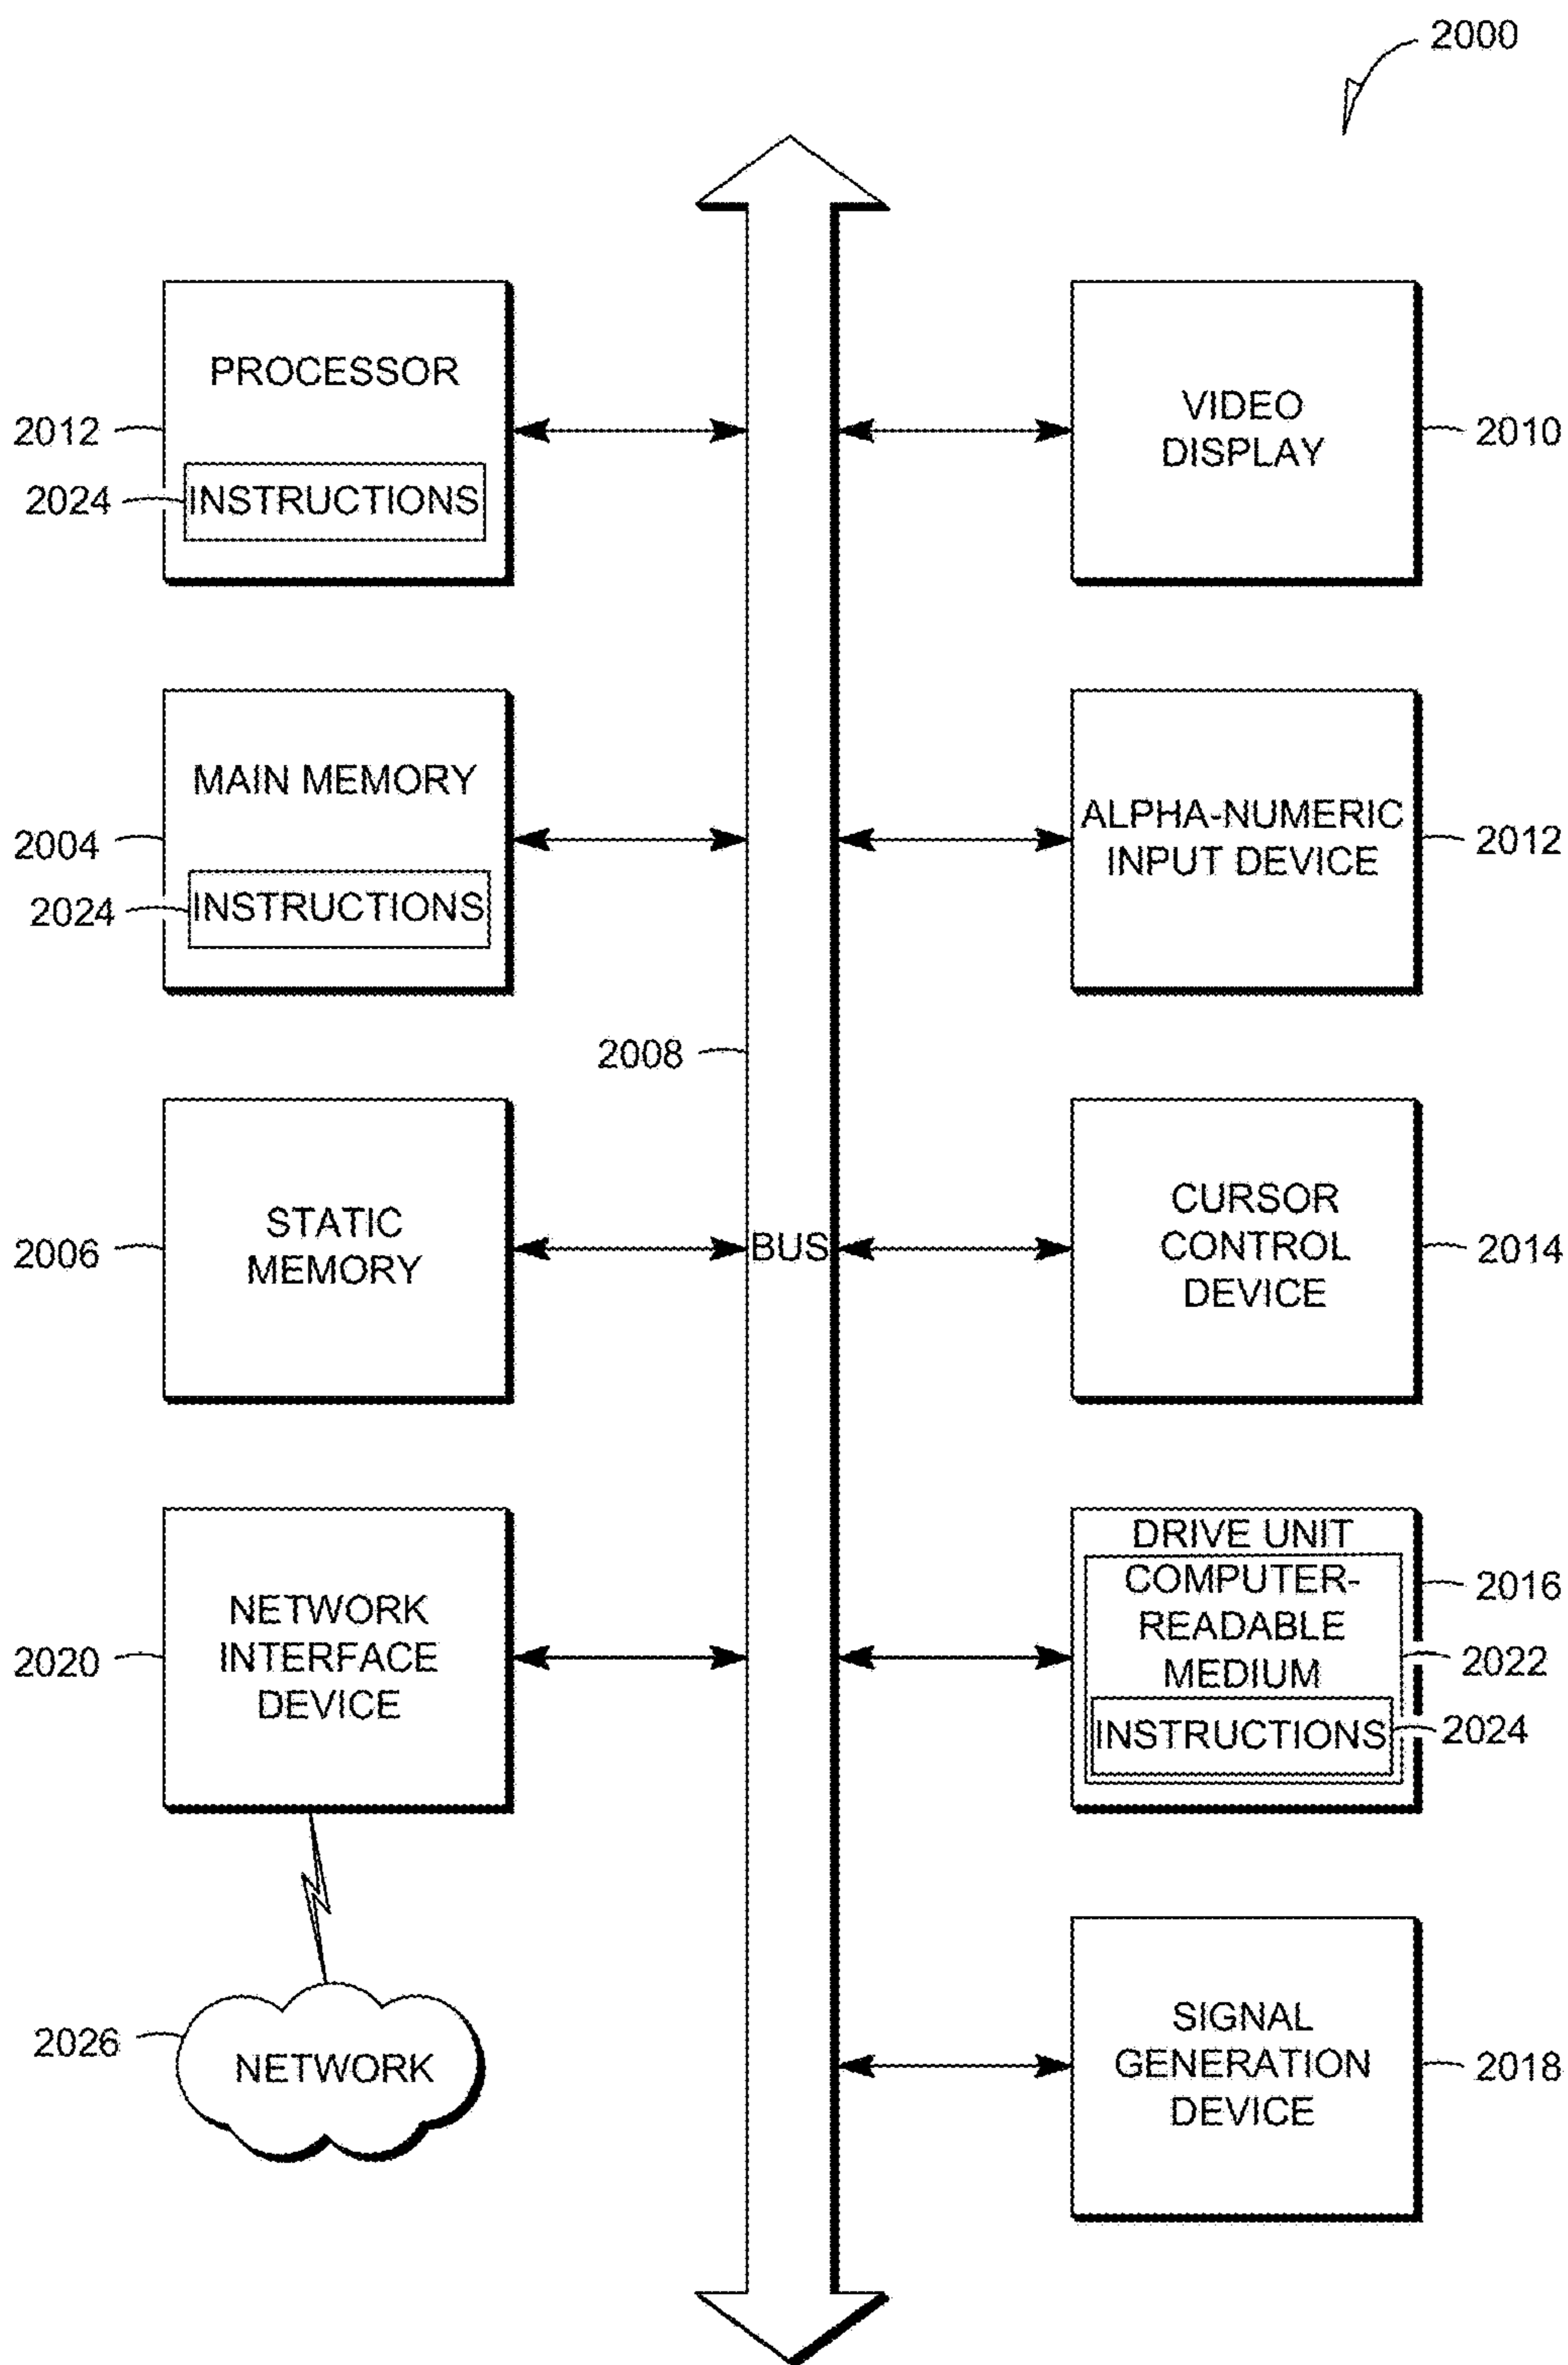 2000
PROCESSOR
2012
2024
INSTRUCTIONS
VIDEO
DISPLAY
2010
MAIN MEMORY
2004
2024
INSTRUCTIONS
ALPHA-NUMERIC
INPUT DEVICE
2012
2008
STATIC
MEMORY
2006
BUS
CURSOR
CONTROL
DEVICE
2014
NETWORK
INTERFACE
DEVICE
2020
DRIVE UNIT
COMPUTER-
READABLE
MEDIUM
INSTRUCTIONS
2016
2022
2024
2026
NETWORK
SIGNAL
GENERATION
DEVICE
2018